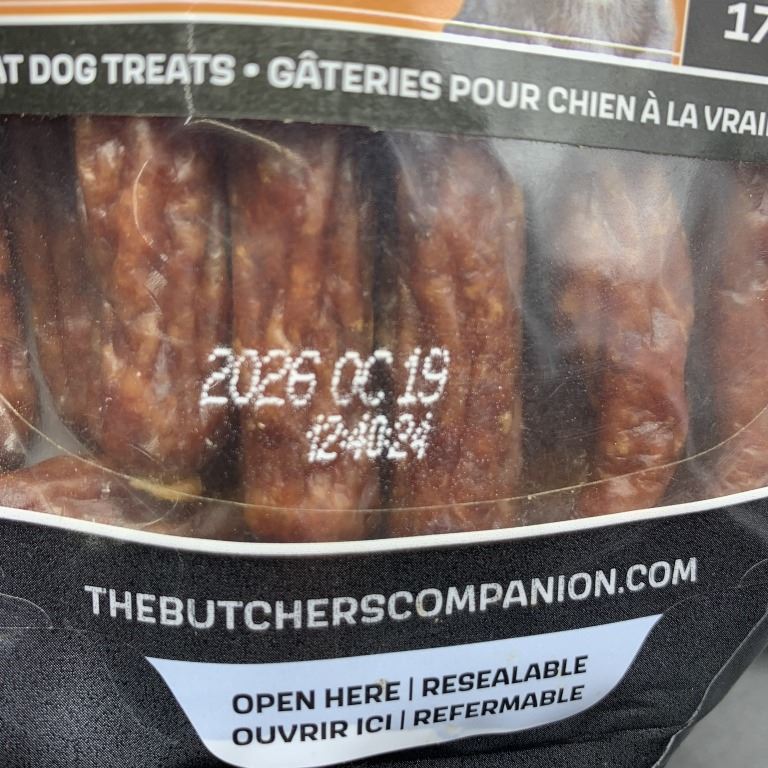 17
AT DOG TREATS • GÂTERIES POUR CHIEN À LA VRAI
2026 OC 19
12:40:24
THEBUTCHERSCOMPANION.COM
OPEN HERE | RESEALABLE
OUVRIR ICI | REFERMABLE